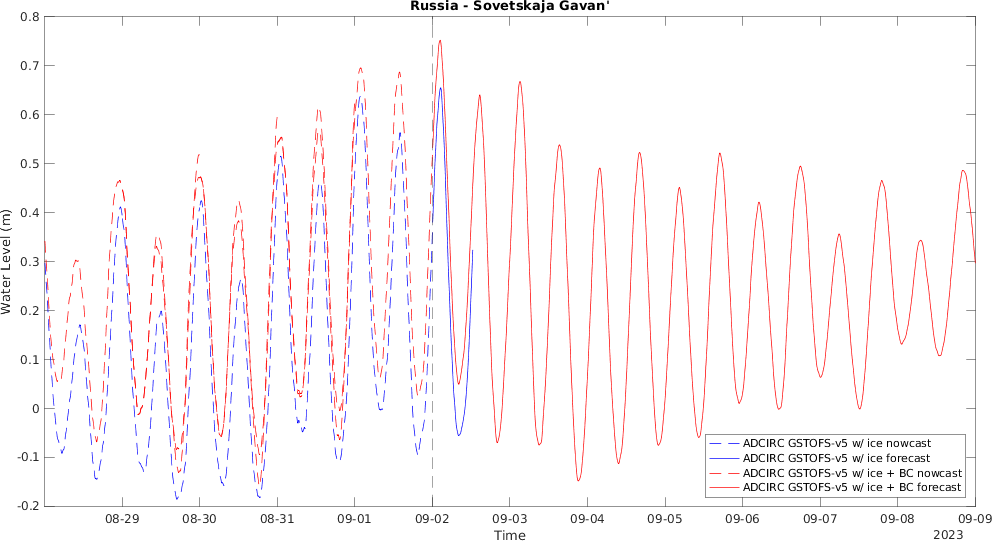 Russia - Sovetskaja Gavan'
0.8
0.7
0.6
0.5
0.4
0.3
0.2
0.1
0
-0.1
-0.2
Water Level (m)
08-29 08-30 08-31 09-01 09-02 09-03 09-04 09-05 09-06 09-07 09-08 09-09
Time
2023
ADCIRC GSTOFS-v5 w/ ice nowcast
ADCIRC GSTOFS-v5 w/ ice forecast
ADCIRC GSTOFS-v5 w/ ice + BC nowcast
ADCIRC GSTOFS-v5 w/ ice + BC forecast